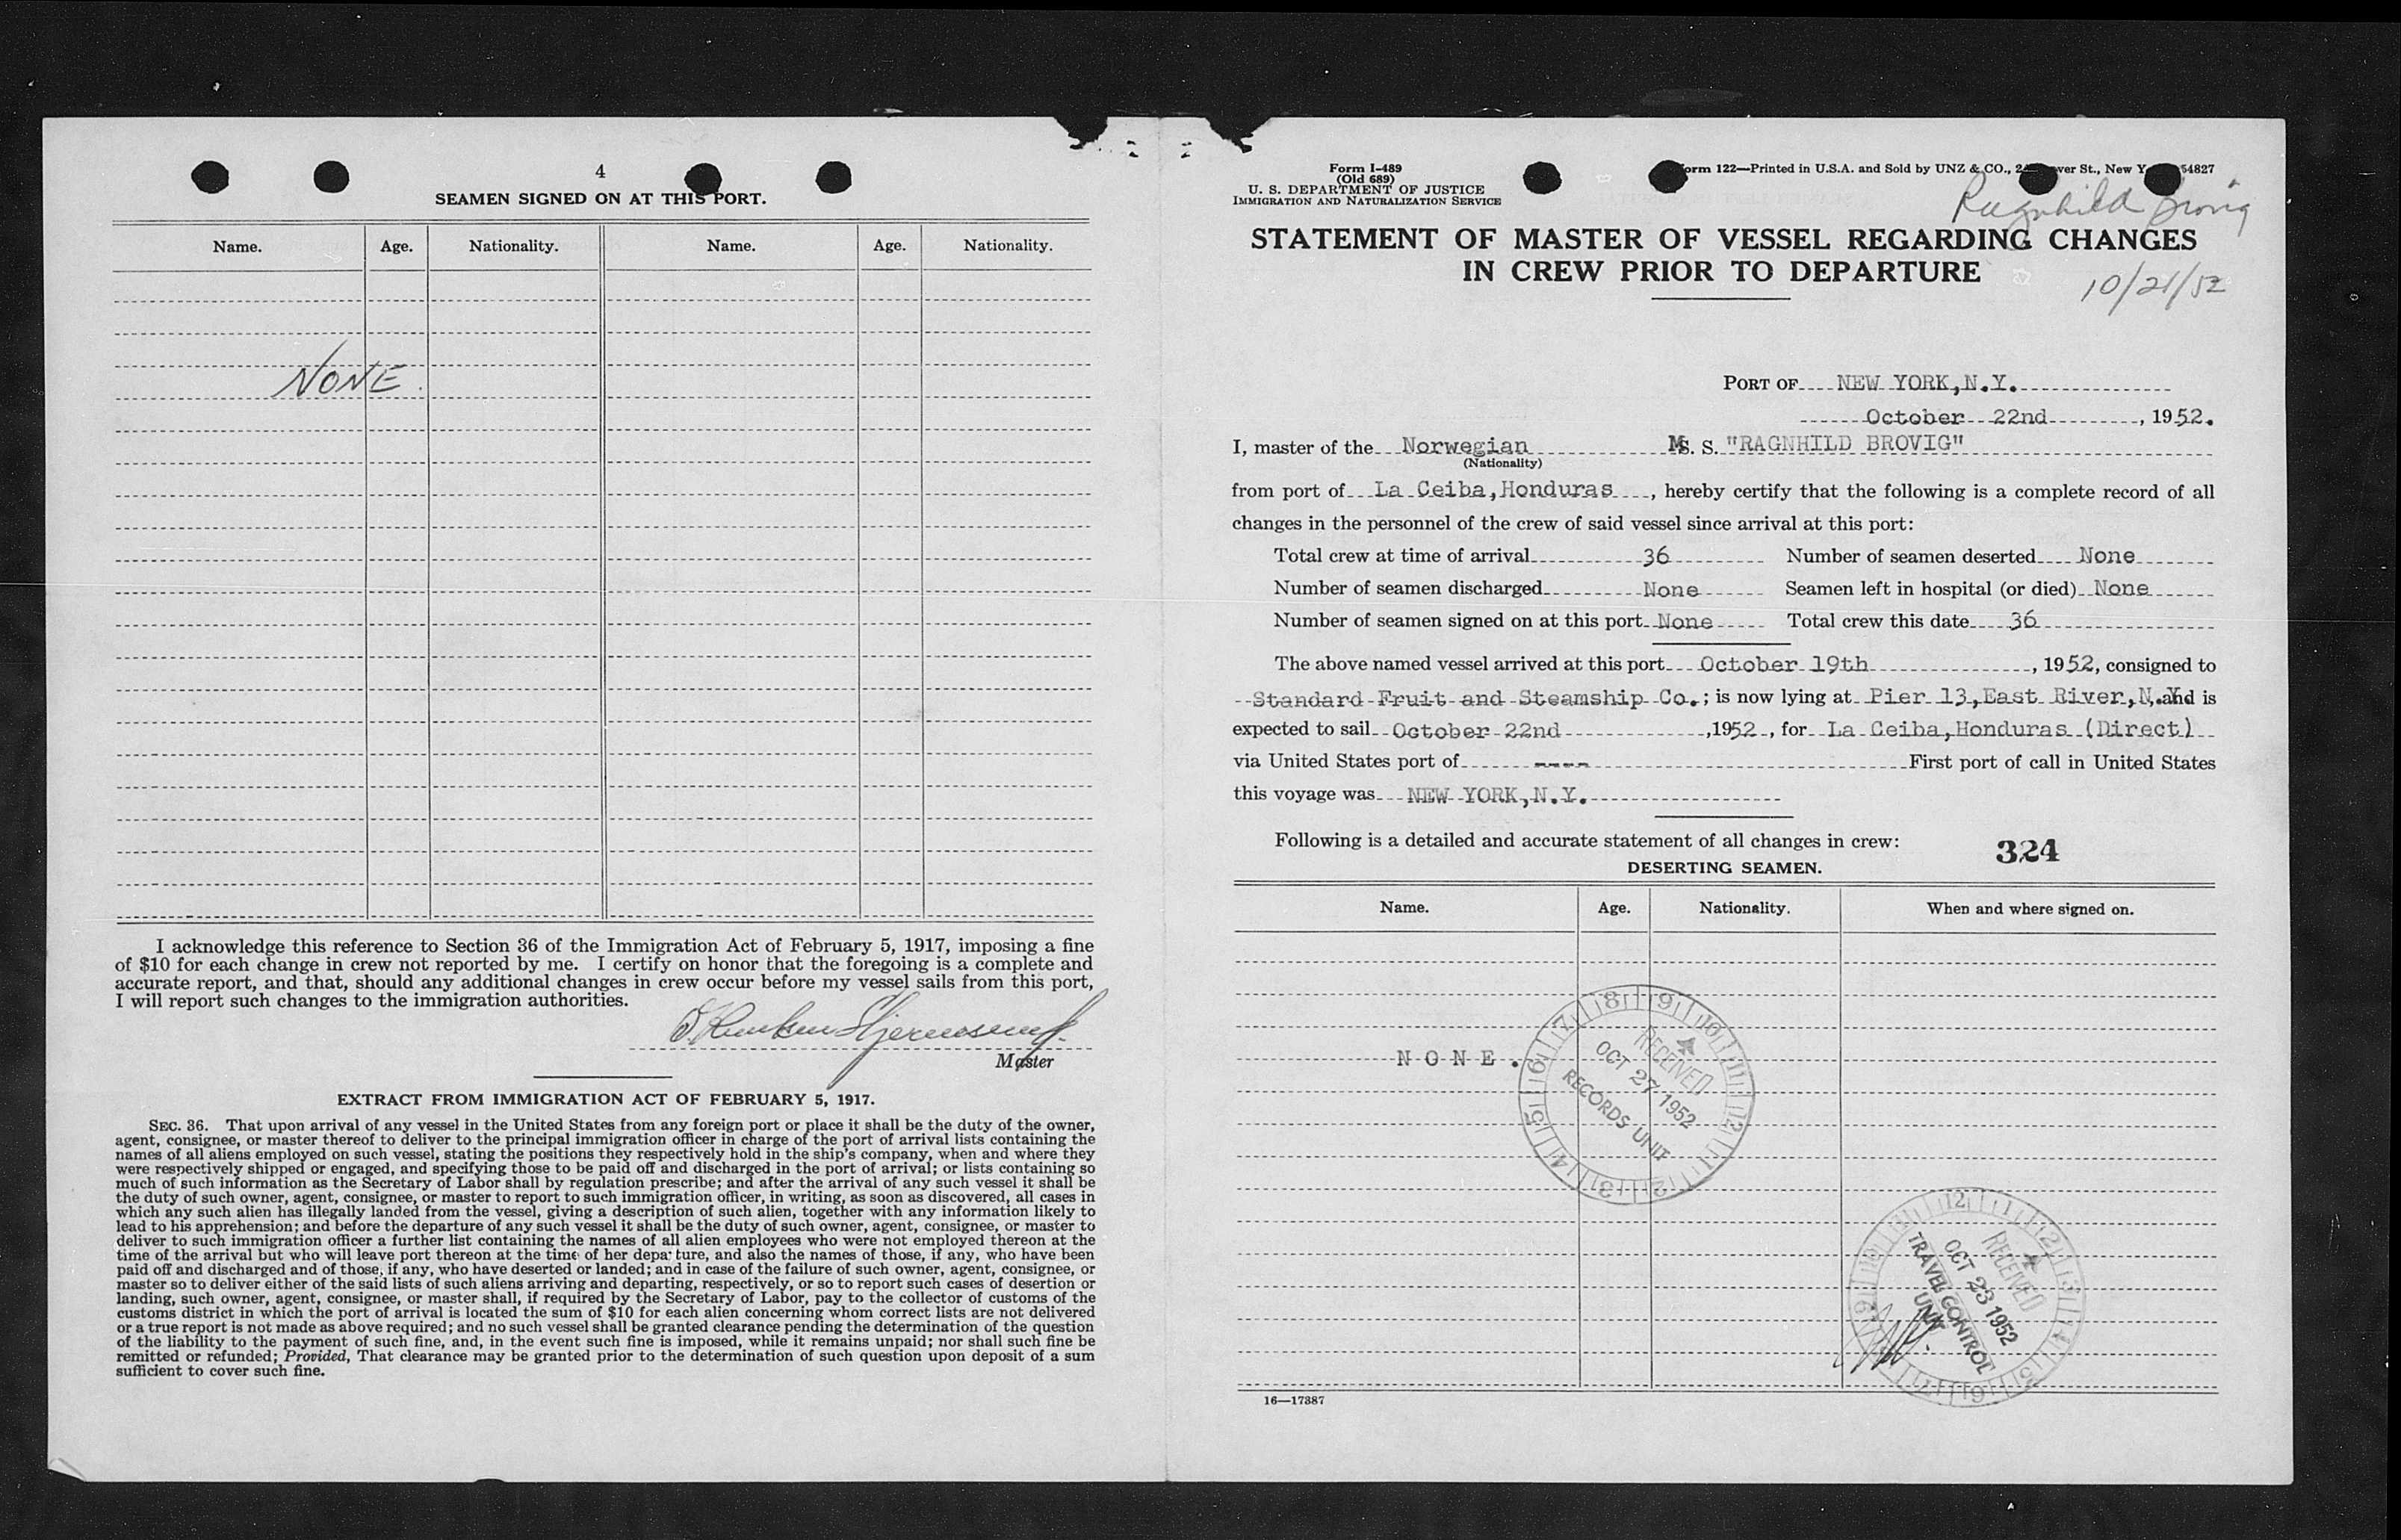 4
SEAMEN SIGNED ON AT THIS PORT.
Name. Age. Nationality. Name. Age. Nationality.
NONE.
I acknowledge this reference to Section 36 of the Immigration Act of February 5, 1917, imposing a fine
of $10 for each change in crew not reported by me. I certify on honor that the foregoing is a complete and
accurate report, and that, should any additional changes in crew occur before my vessel sails from this port,
I will report such changes to the immigration authorities.
Master
EXTRACT FROM IMMIGRATION ACT OF FEBRUARY 5, 1917.
SEC. 36. That upon arrival of any vessel in the United States from any foreign port or place it shall be the duty of the owner,
agent, consignee, or master thereof to deliver to the principal immigration officer in charge of the port of arrival lists containing the
names of all aliens employed on such vessel, stating the positions they respectively hold in the ship's company, when and where they
were respectively shipped or engaged, and specifying those to be paid off and discharged in the port of arrival; or lists containing so
much of such information as the Secretary of Labor shall by regulation prescribe; and after the arrival of any such vessel it shall be
the duty of such owner, agent, consignee, or master to report to such immigration officer, in writing, as soon as discovered, all cases in
which any such alien has illegally landed from the vessel, giving a description of such alien, together with any information likely to
lead to his apprehension; and before the departure of any such vessel it shall be the duty of such owner, agent, consignee, or master to
deliver to such immigration officer a further list containing the names of all alien employees who were not employed thereon at the
time of the arrival but who will leave port thereon at the time of her departure, and also the names of those, if any, who have been
paid off and discharged and of those, if any, who have deserted or landed; and in case of the failure of such owner, agent, consignee, or
master so to deliver either of the said lists of such aliens arriving and departing, respectively, or so to report such cases of desertion or
landing, such owner, agent, consignee, or master shall, if required by the Secretary of Labor, pay to the collector of customs of the
customs district in which the port of arrival is located the sum of $10 for each alien concerning whom correct lists are not delivered
or a true report is not made as above required; and no such vessel shall be granted clearance pending the determination of the question
of the liability to the payment of such fine, and, in the event such fine is imposed, while it remains unpaid; nor shall such fine be
remitted or refunded; Provided, That clearance may be granted prior to the determination of such question upon deposit of a sum
sufficient to cover such fine.
Form I-489
(Old 689)
U. S. DEPARTMENT OF JUSTICE
IMMIGRATION AND NATURALIZATION SERVICE
Form 122—Printed in U.S.A. and Sold by UNZ & CO., St., New 54827
Ragnhild Brovig
STATEMENT OF MASTER OF VESSEL REGARDING CHANGES
IN CREW PRIOR TO DEPARTURE
10/21/52
PORT OF NEW YORK,N.Y.
October 22nd, 1952.
I, master of the Norwegian MS. S. "RAGNHILD BROVIG"
(Nationality)
from port of La Ceiba,Honduras, hereby certify that the following is a complete record of all
changes in the personnel of the crew of said vessel since arrival at this port:
Total crew at time of arrival 36 Number of seamen deserted None
Number of seamen discharged None Seamen left in hospital (or died) None
Number of seamen signed on at this port None Total crew this date 36
The above named vessel arrived at this port October 19th, 1952, consigned to
Standard Fruit and Steamship Co.; is now lying at Pier 13,East River,N.Y. and is
expected to sail October 22nd, 1952, for La Ceiba,Honduras (Direct)
via United States port of ---- First port of call in United States
this voyage was NEW YORK,N.Y.
Following is a detailed and accurate statement of all changes in crew:
324
DESERTING SEAMEN.
Name. Age. Nationality. When and where signed on.
NONE.
8 9 10 11 12 1 2 3 4 5 6 7
RECEIVED
OCT 27 1952
RECORDS UNIT
12 1 2 3 4 5 6 7 9 10
RECEIVED
OCT 23 1952
TRAVEL CONTROL
UNIT
16—17387